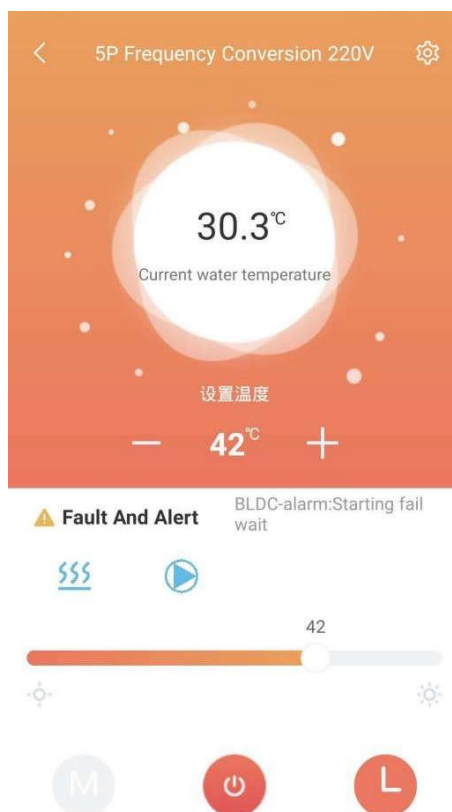 5P Frequency Conversion 220V
30.3℃
Current water temperature
设置温度
42℃
Fault And Alert
BLDC-alarm:Starting fail
wait
42
M